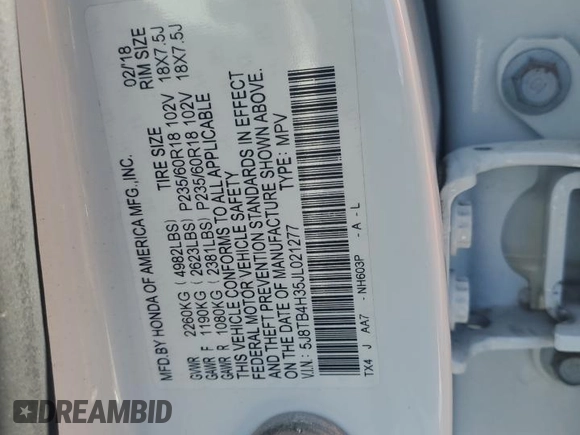 MFD.BY HONDA OF AMERICA MFG.,INC. 02/18
TIRE SIZE RIM SIZE
GVWR 2260KG (4982LBS) P235/60R18 102V 18X7.5J
GAWR F 1190KG (2623LBS) P235/60R18 102V 18X7.5J
GAWR R 1080KG (2381LBS)
THIS VEHICLE CONFORMS TO ALL APPLICABLE
FEDERAL MOTOR VEHICLE SAFETY
AND THEFT PREVENTION STANDARDS IN EFFECT
ON THE DATE OF MANUFACTURE SHOWN ABOVE.
V.I.N: 5J8TB4H35JL021277 TYPE: MPV
TX4 J AA7 - NH603P - A - L
DREAMBID